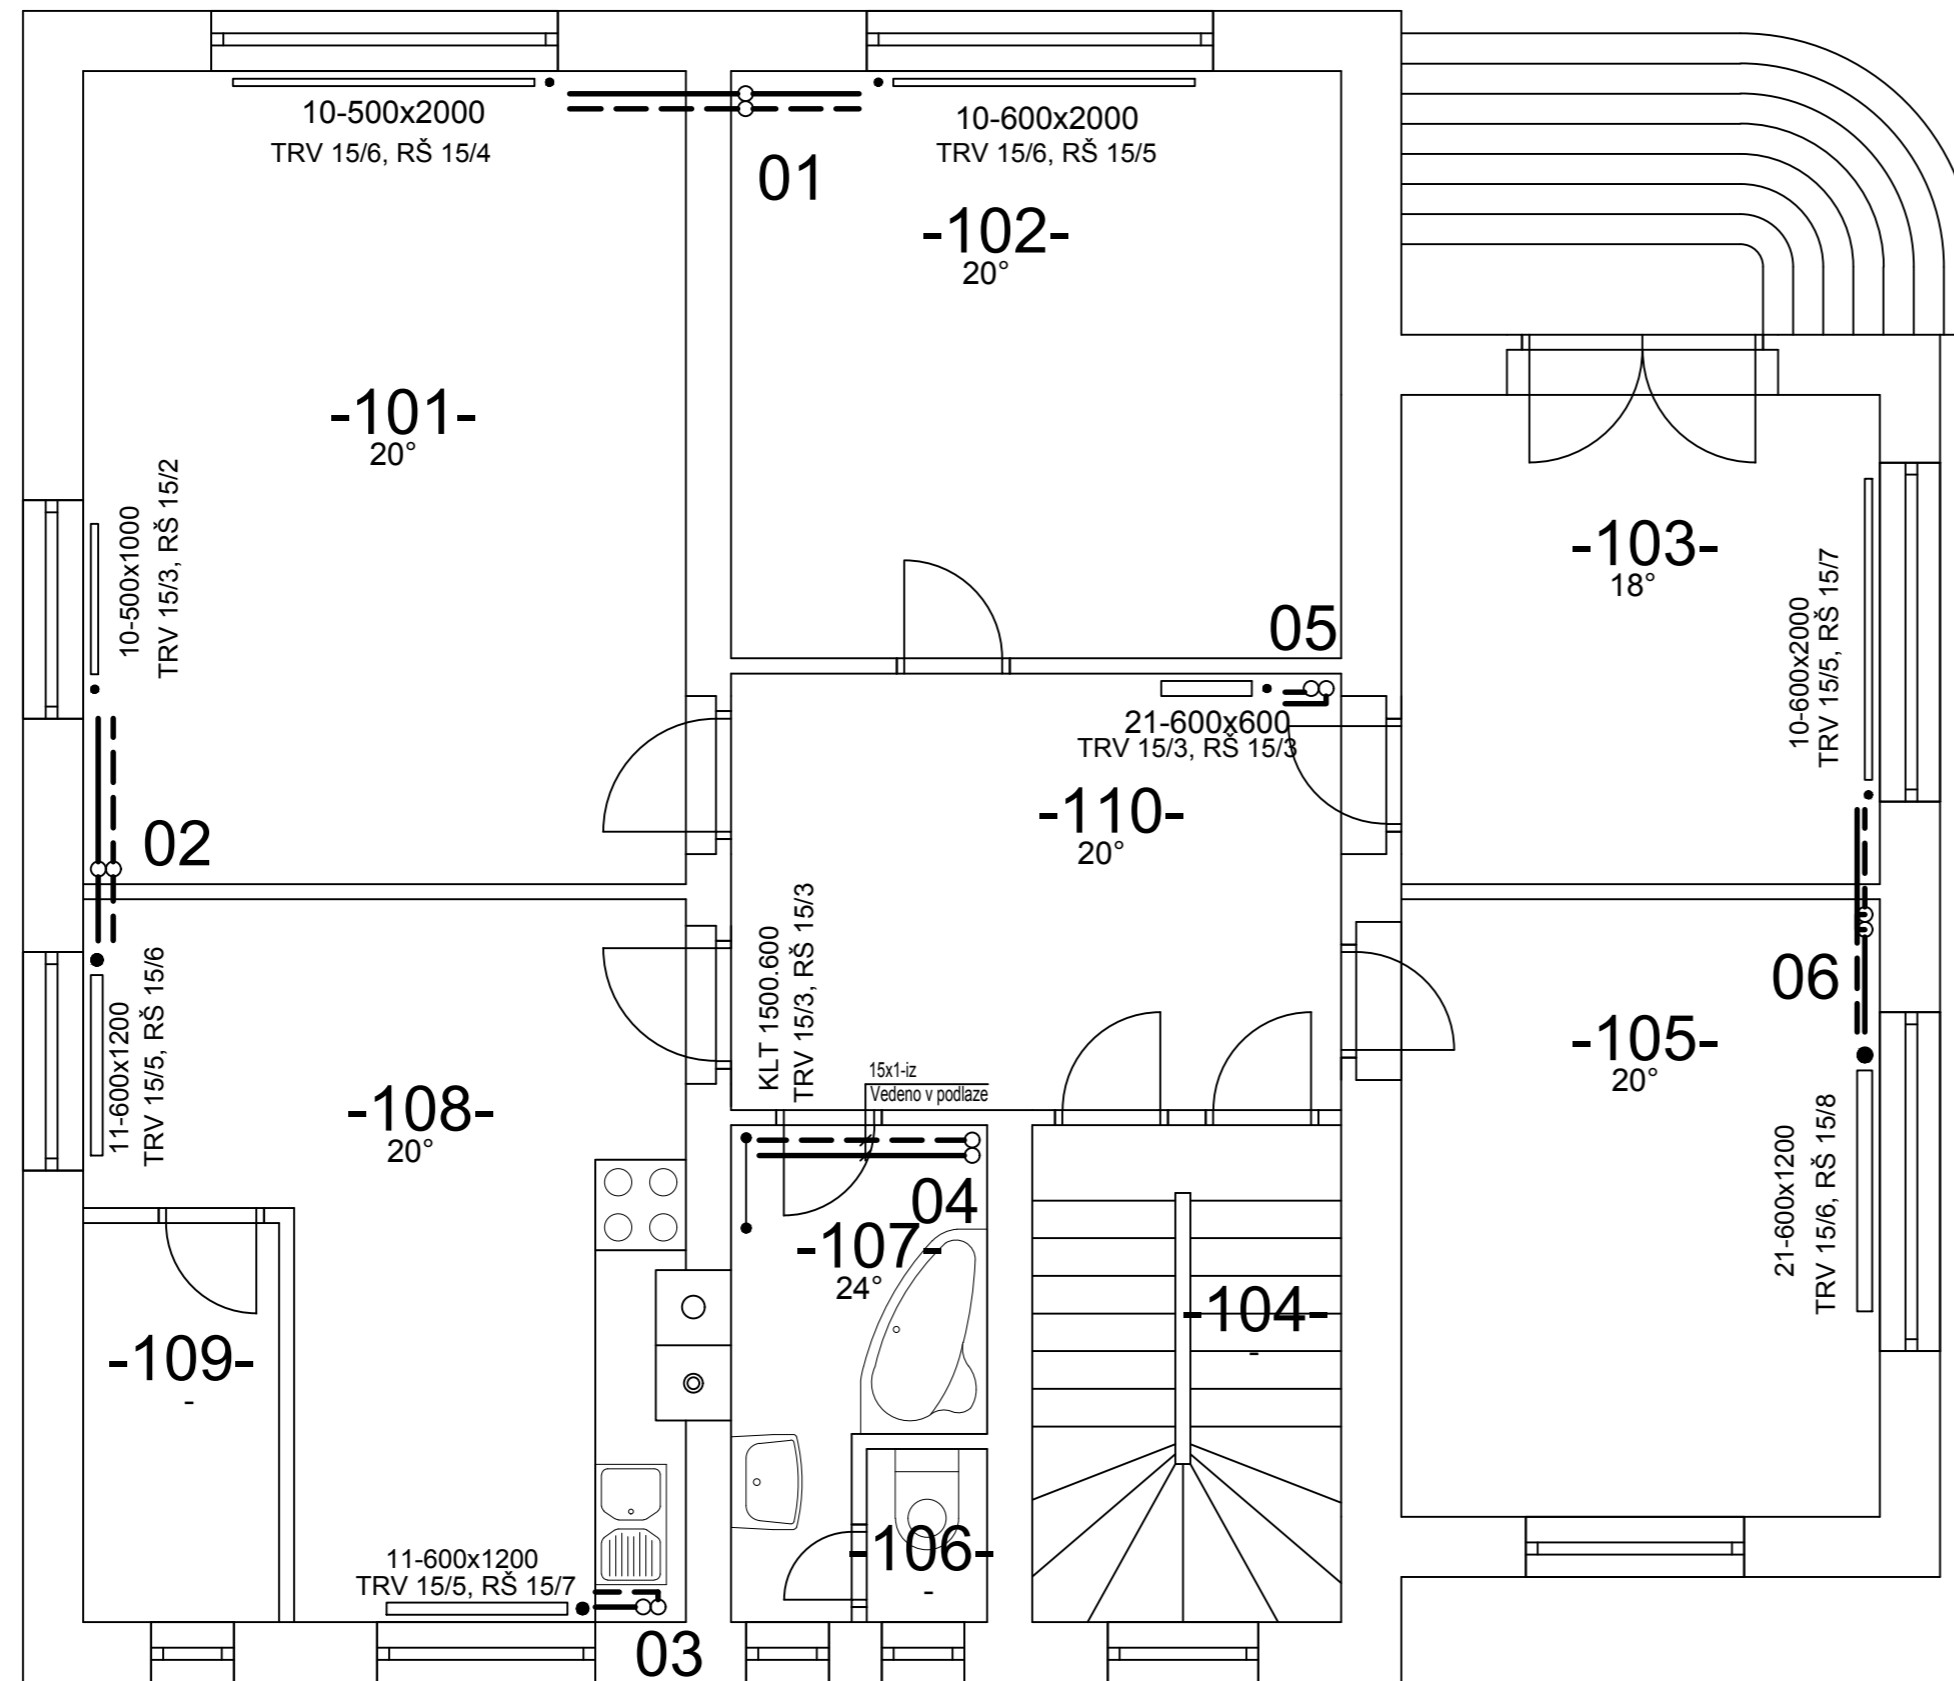 10-500x2000
TRV 15/6, RŠ 15/4
10-600x2000
TRV 15/6, RŠ 15/5
01
-102-
20°
-101-
20°
10-500x1000
TRV 15/3, RŠ 15/2
02
-103-
18°
10-600x2000
TRV 15/5, RŠ 15/7
05
21-600x600
TRV 15/3, RŠ 15/3
-110-
20°
KLT 1500.600
TRV 15/3, RŠ 15/3
15x1-iz
Vedeno v podlaze
11-600x1200
TRV 15/5, RŠ 15/6
-108-
20°
06
-105-
20°
21-600x1200
TRV 15/6, RŠ 15/8
04
-107-
24°
-104-
-
-109-
-
-106-
-
11-600x1200
TRV 15/5, RŠ 15/7
03